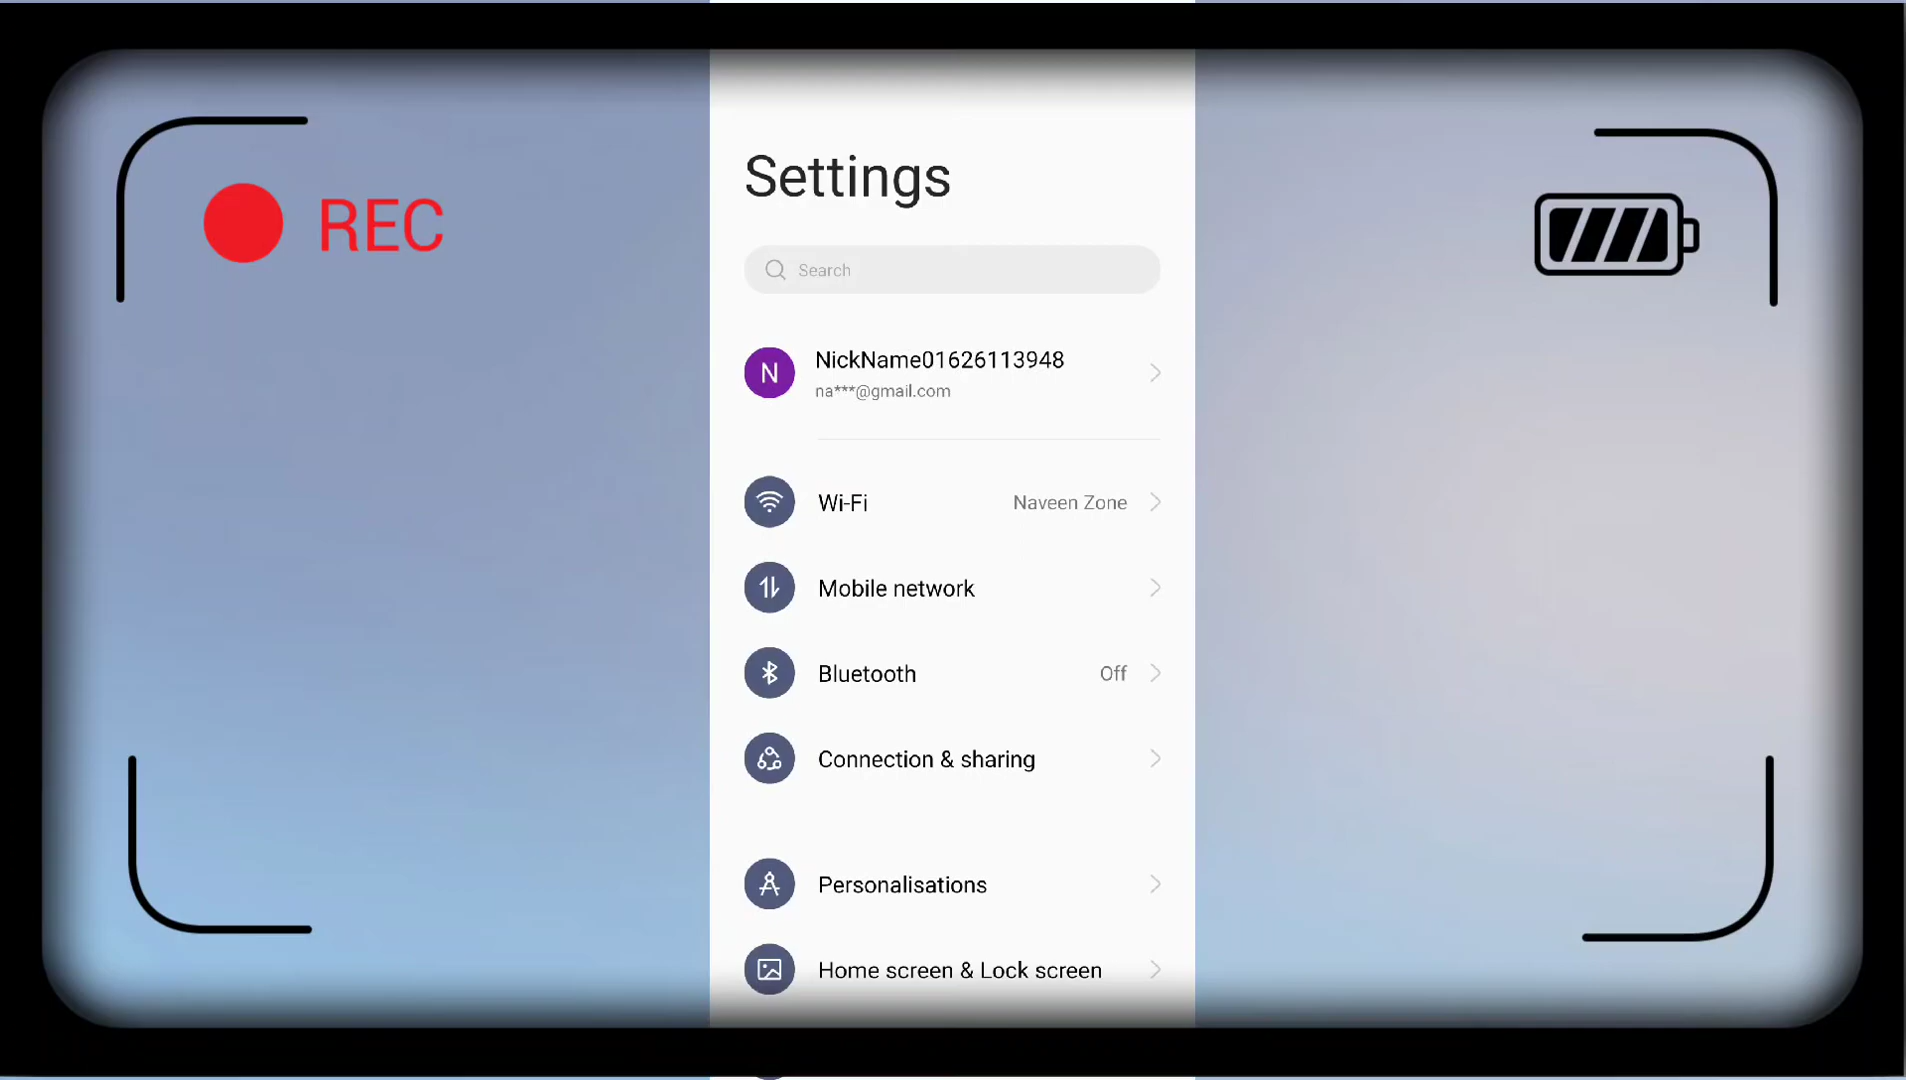 REC
Settings
Search
NickName01626113948
na***@gmail.com
Wi-Fi Naveen Zone
Mobile network
Bluetooth Off
Connection & sharing
Personalisations
Home screen & Lock screen
N